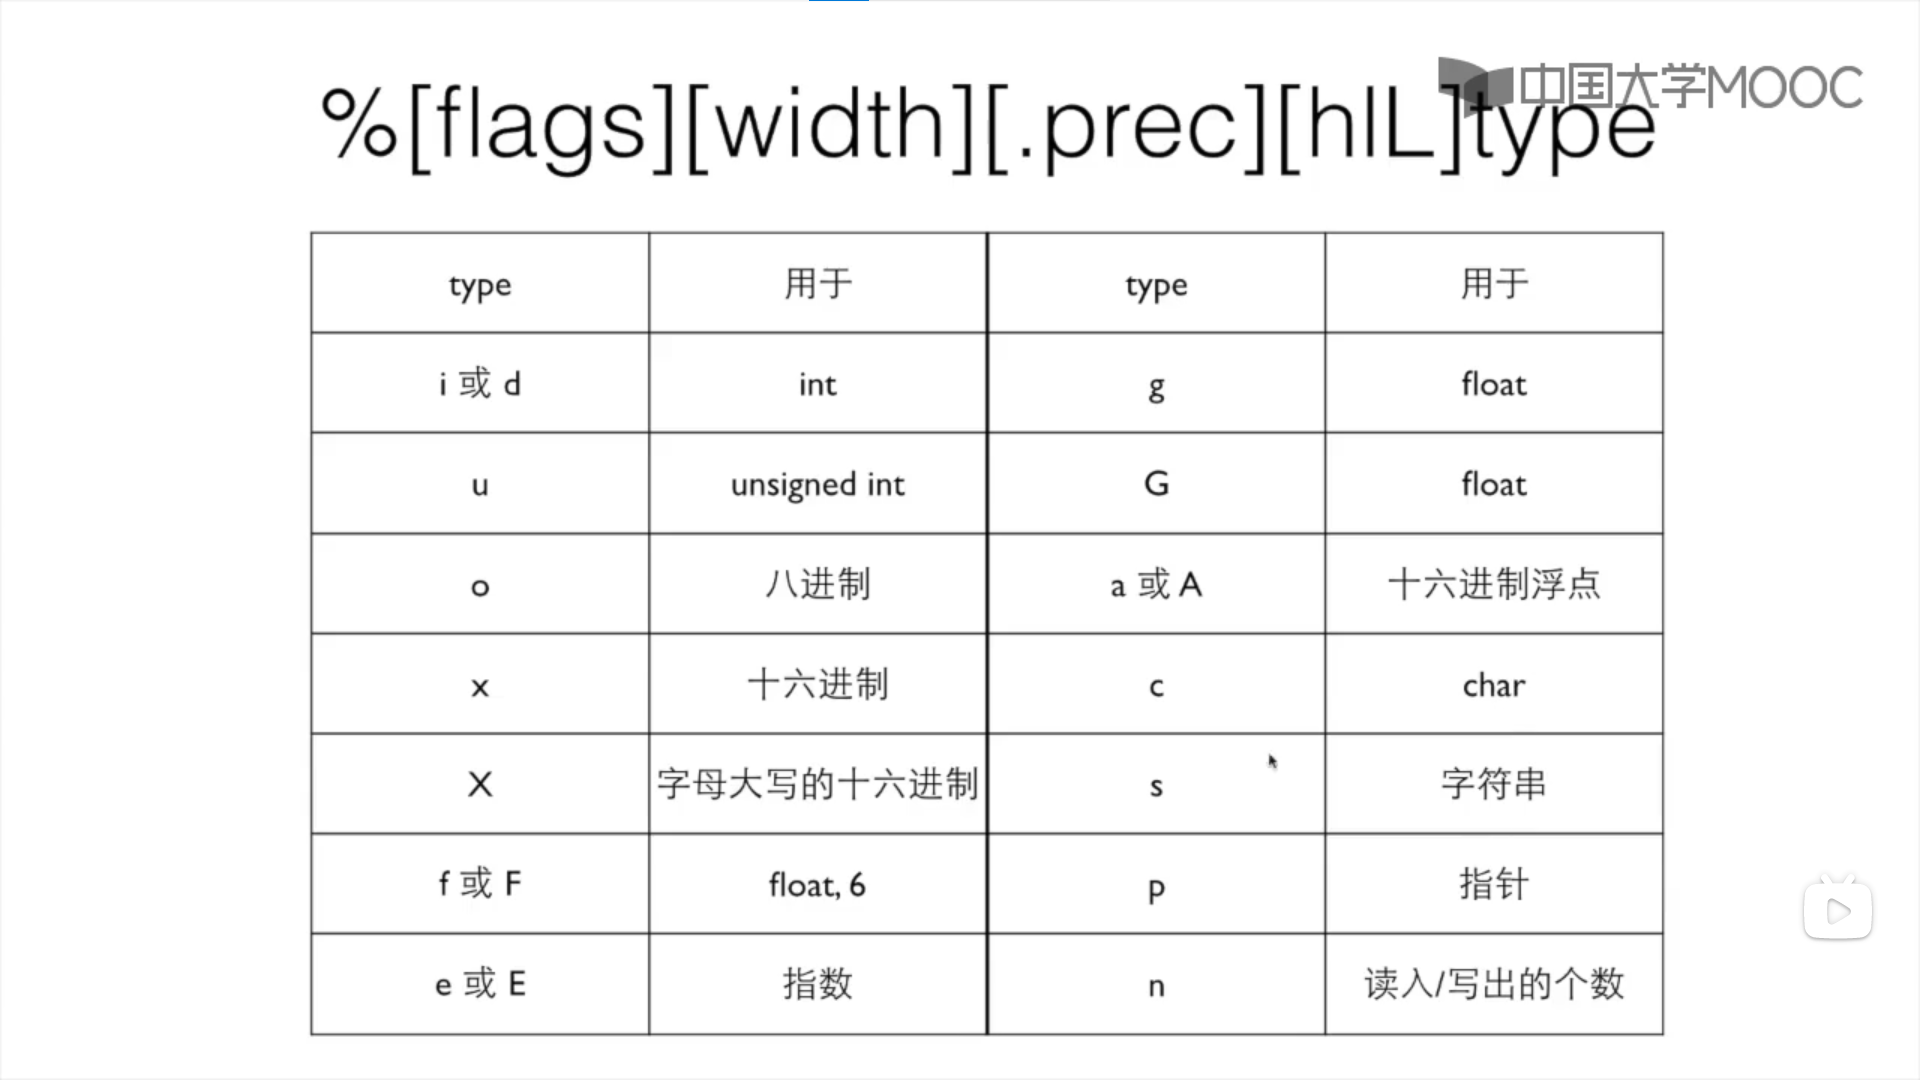 中国大学MOOC
%[flags][width][.prec][hlL]type
type 用于 type 用于
i 或 d int g float
u unsigned int G float
o 八进制 a 或 A 十六进制浮点
x 十六进制 c char
X 字母大写的十六进制 s 字符串
f 或 F float, 6 p 指针
e 或 E 指数 n 读入/写出的个数